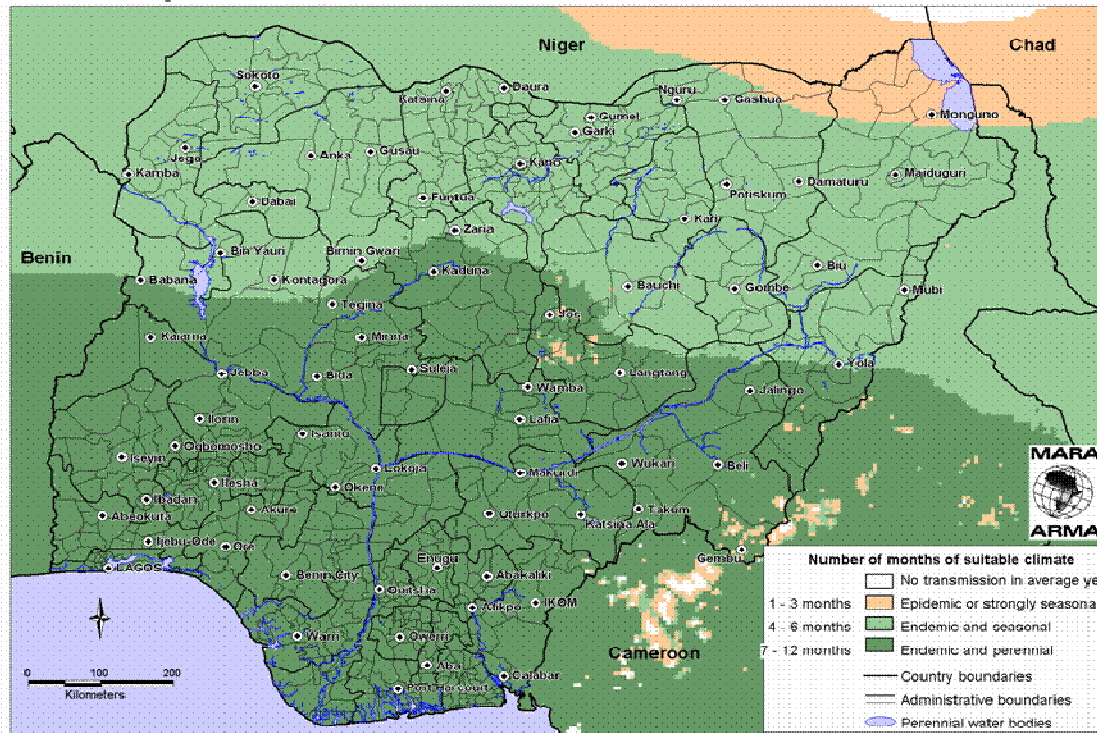 Niger
Chad
Benin
Cameroon
Sokoto
Daura
Nguru
Gashua
Gumel
Garki
Monguno
Jega
Anka
Gusau
Kano
Kamba
Dabai
Funtua
Potiskum
Damaturu
Maiduguri
Zaria
Kari
Bin Yauri
Birnin Gwari
Biu
Babana
Kontagora
Kaduna
Bauchi
Gombe
Mubi
Tegina
Jos
Kaiama
Minna
Yola
Jebba
Bida
Suleja
Langtang
Wamba
Jalingo
Ilorin
Lafia
Isanlu
Ogbomosho
Iseyin
Lokoja
Makurdi
Wukari
Beli
Ilesha
Okene
Ibadan
Abeokuta
Akure
Oturkpo
Katsina Ala
Takum
Ijebu-Ode
Ore
Gembu
LAGOS
Enugu
Benin City
Abakaliki
Onitsha
Afikpo
IKOM
Warri
Owerri
Aba
Calabar
Port Harcourt
0 100 200
Kilometers
MARA
ARMA
Number of months of suitable climate
No transmission in average ye
1 - 3 months Epidemic or strongly seasona
4 - 6 months Endemic and seasonal
7 - 12 months Endemic and perennial
Country boundaries
Administrative boundaries
Perennial water bodies